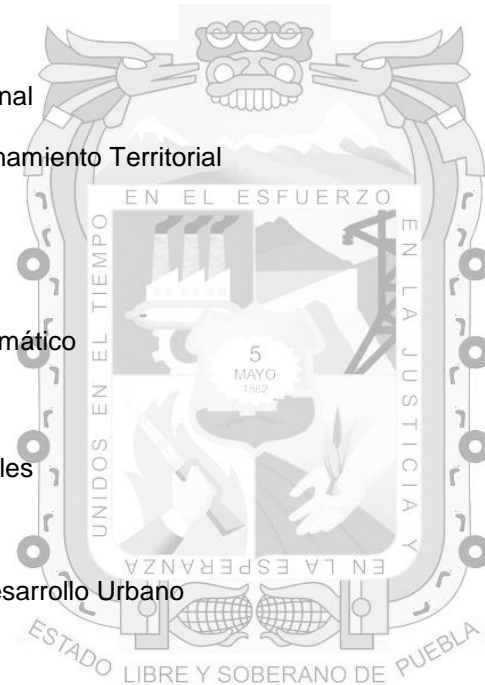 nal
namiento Territorial
EN EL ESFUERZO
EN LA JUSTICIA Y
EN LA ESPERANZA
UNIDOS EN EL TIEMPO
5
MAYO
1862
mático
les
esarrollo Urbano
ESTADO LIBRE Y SOBERANO DE PUEBLA